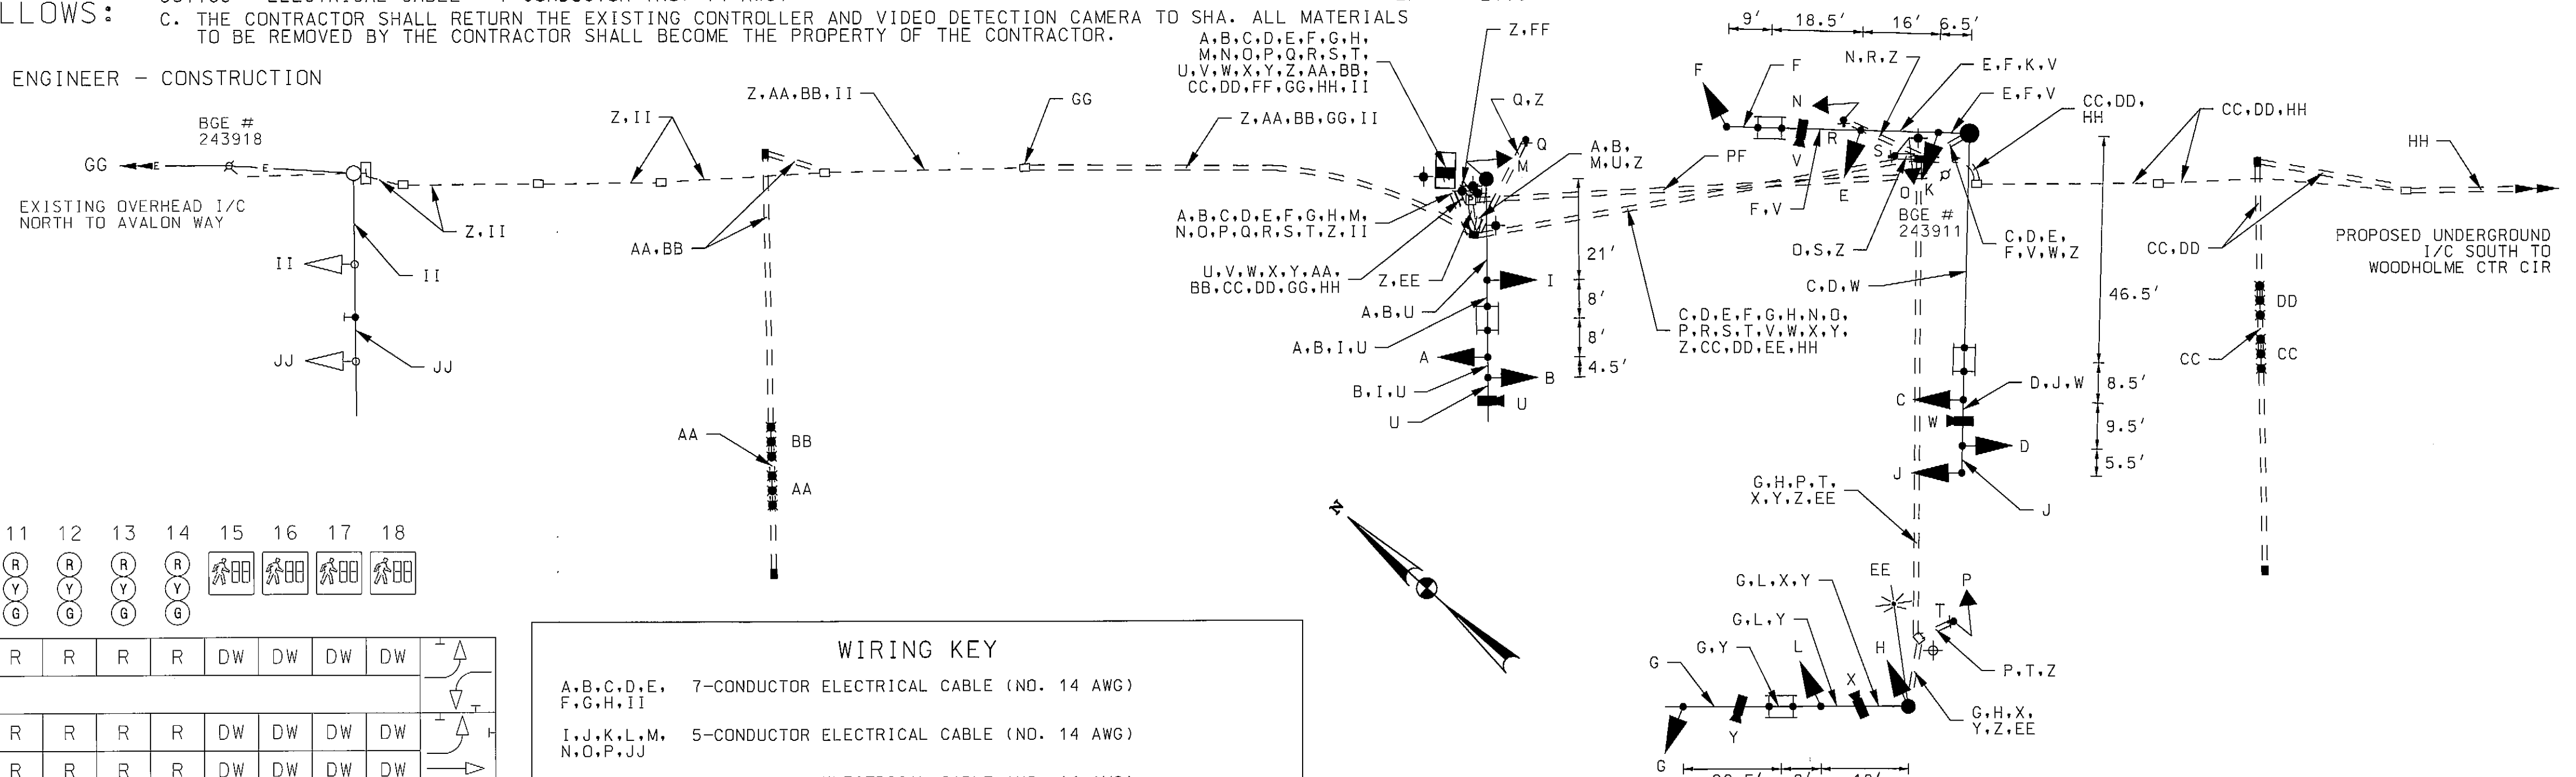 LLOWS:
C. THE CONTRACTOR SHALL RETURN THE EXISTING CONTROLLER AND VIDEO DETECTION CAMERA TO SHA. ALL MATERIALS
TO BE REMOVED BY THE CONTRACTOR SHALL BECOME THE PROPERTY OF THE CONTRACTOR.
ENGINEER - CONSTRUCTION
BGE #
243918
GG
E
E
EXISTING OVERHEAD I/C
NORTH TO AVALON WAY
Z,II
II
II
JJ
JJ
Z,II
Z,AA,BB,II
GG
Z,AA,BB,GG,II
AA,BB
AA
BB
AA
A,B,C,D,E,F,G,H,
M,N,O,P,Q,R,S,T,
U,V,W,X,Y,Z,AA,BB,
CC,DD,FF,GG,HH,II
Z,FF
Q,Z
Q
M
A,B,
M,U,Z
PF
A,B,C,D,E,F,G,H,M,
N,O,P,Q,R,S,T,Z,II
U,V,W,X,Y,AA,
BB,CC,DD,GG,HH
Z,EE
A,B,U
A,B,I,U
A
B,I,U
U
I
B
U
21'
8'
8'
4.5'
C,D,E,F,G,H,N,O,
P,R,S,T,V,W,X,Y,
Z,CC,DD,EE,HH
9'
18.5'
16'
6.5'
F
F
N,R,Z
E,F,K,V
E,F,V
N
R
V
S
E
O
K
F,V
BGE #
243911
O,S,Z
C,D,E,
F,V,W,Z
C,D,W
CC,DD,
HH
CC,DD,HH
HH
PROPOSED UNDERGROUND
I/C SOUTH TO
WOODHOLME CTR CIR
CC,DD
DD
CC
CC
46.5'
8.5'
9.5'
5.5'
C
D,J,W
W
D
J
J
G,H,P,T,
X,Y,Z,EE
EE
P
T
P,T,Z
G,L,X,Y
G,L,Y
G,Y
G
L
X
H
Y
G
G,H,X,
Y,Z,EE
N
11 12 13 14 15 16 17 18
R R R R
Y Y Y Y
G G G G
R R R R DW DW DW DW
R R R R DW DW DW DW
R R R R DW DW DW DW
WIRING KEY
A,B,C,D,E, 7-CONDUCTOR ELECTRICAL CABLE (NO. 14 AWG)
F,G,H,II
I,J,K,L,M, 5-CONDUCTOR ELECTRICAL CABLE (NO. 14 AWG)
N,O,P,JJ